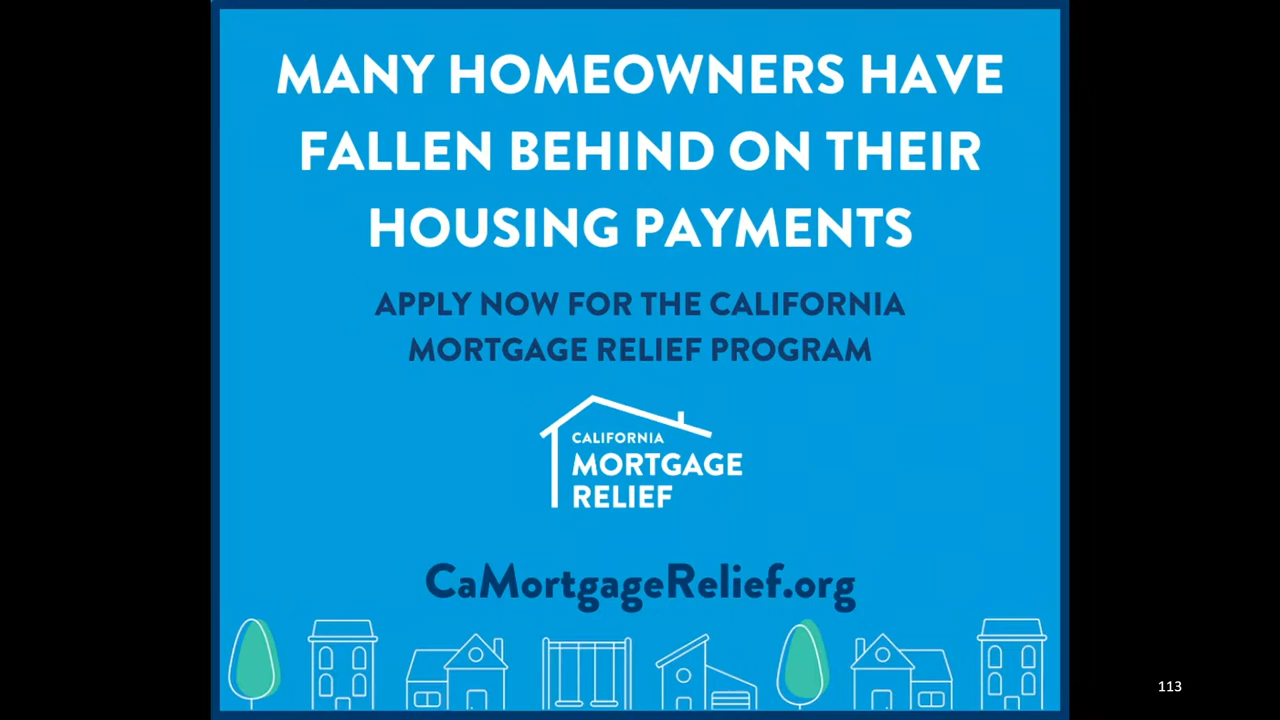 MANY HOMEOWNERS HAVE
FALLEN BEHIND ON THEIR
HOUSING PAYMENTS
APPLY NOW FOR THE CALIFORNIA
MORTGAGE RELIEF PROGRAM
CALIFORNIA
MORTGAGE
RELIEF
CaMortgageRelief.org
113